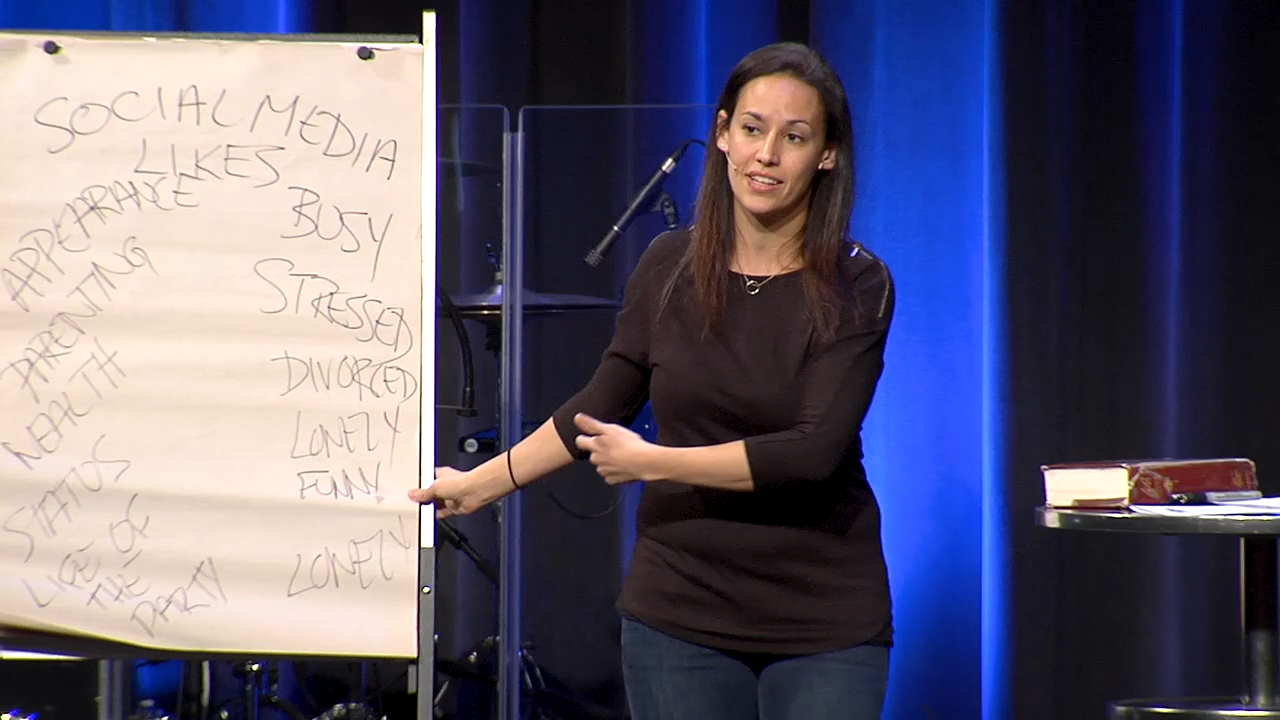 SOCIAL MEDIA
LIKES
APPEARANCE
PARENTING
WEALTH
STATUS
LIFE OF
THE
PARTY
BUSY
STRESSED
DIVORCED
LONELY
FUNNY
LONELY